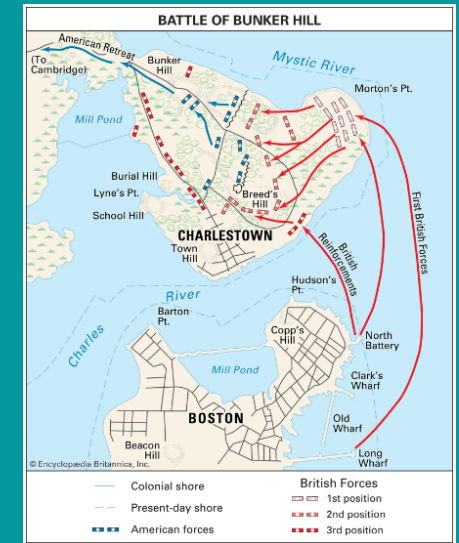 BATTLE OF BUNKER HILL
American Retreat
(To
Cambridge)
Bunker
Hill
Mystic River
Morton's Pt.
Mill Pond
Burial Hill
Lyne's Pt.
School Hill
Breed's
Hill
CHARLESTOWN
Town
Hill
First British Forces
British
Reinforcements
Hudson's
Pt.
River
Charles
Barton
Pt.
Copp's
Hill
North
Battery
Mill Pond
Clark's
Wharf
BOSTON
Old
Wharf
Beacon
Hill
Long
Wharf
© Encyclopædia Britannica, Inc.
Colonial shore
Present-day shore
American forces
British Forces
1st position
2nd position
3rd position